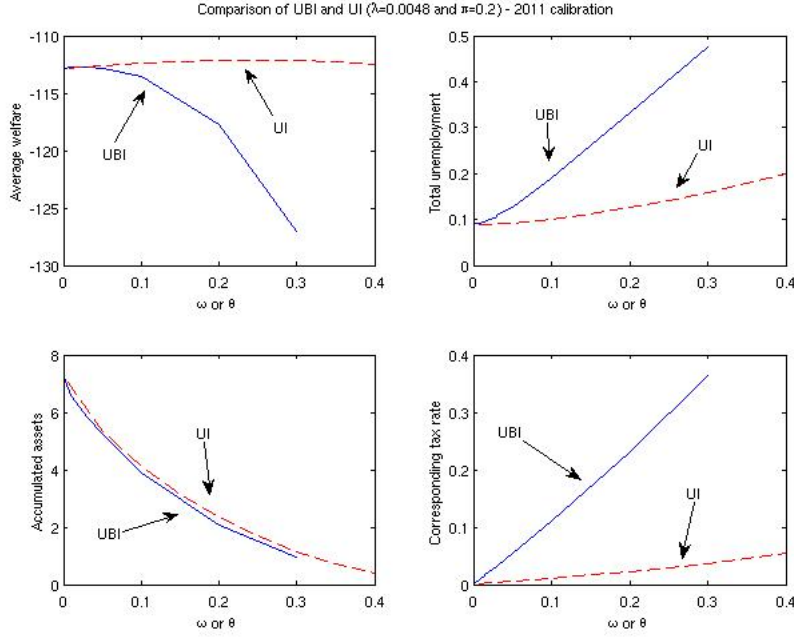 Comparison of UBI and UI (λ=0.0048 and π=0.2) - 2011 calibration
-110
-115
-120
-125
-130
Average welfare
UBI
UI
0 0.1 0.2 0.3 0.4
ω or θ
0.5
0.4
0.3
0.2
0.1
0
Total unemployment
UBI
UI
0 0.1 0.2 0.3 0.4
ω or θ
8
6
4
2
0
Accumulated assets
UI
UBI
0 0.1 0.2 0.3 0.4
ω or θ
0.4
0.3
0.2
0.1
0
Corresponding tax rate
UBI
UI
0 0.1 0.2 0.3 0.4
ω or θ